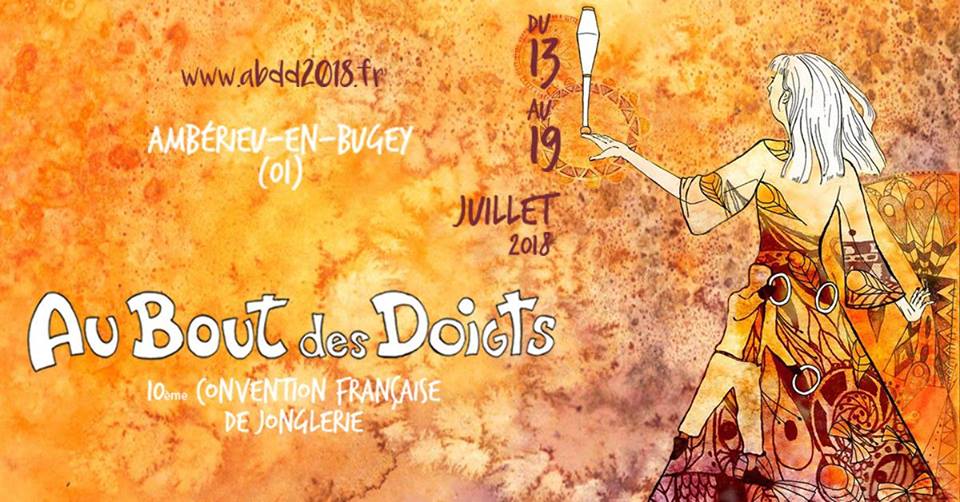 www.abdd2018.fr
AMBÉRIEU-EN-BUGEY
(01)
DU
13
AU
19
JUILLET
2018
AU BOUT des DOIGTS
10ème CONVENTION FRANÇAISE
DE JONGLERIE